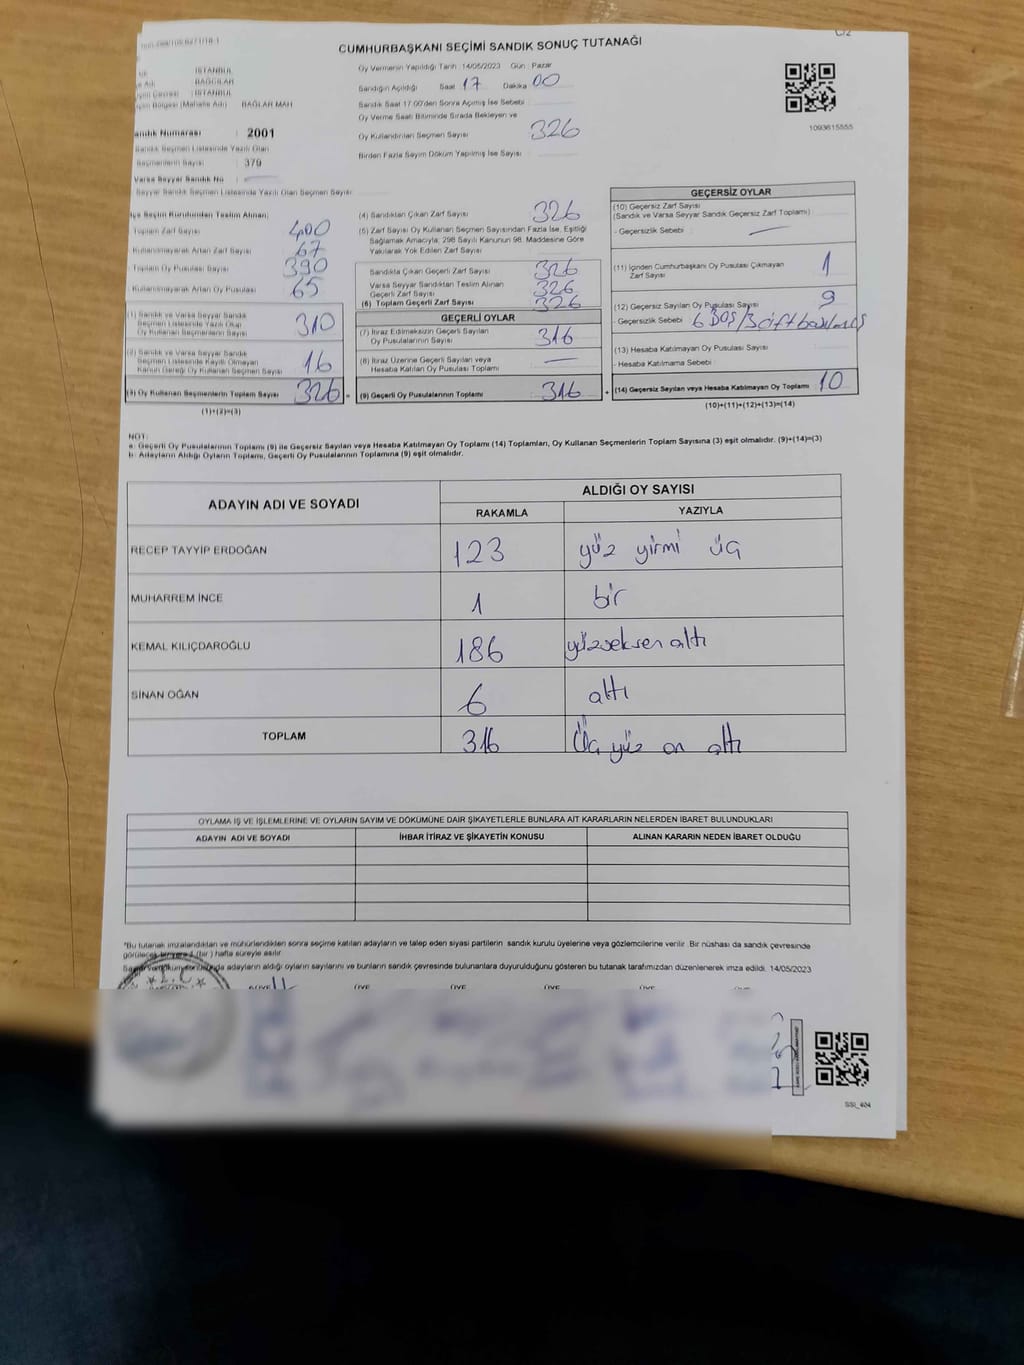 CUMHURBAŞKANI SEÇİMİ SANDIK SONUÇ TUTANAĞI
O/2
İSTANBUL
BAĞCILAR
İSTANBUL
(Mahalle Adı) BAĞLAR MAH
Sandık Numarası : 2001
Sandık Seçmen Listesinde Yazılı Olan
Seçmenlerin Sayısı : 379
Varsa Seyyar Sandık No :
Seyyar Sandık Seçmen Listesinde Yazılı Olan Seçmen Sayısı
Oy Vermenin Yapıldığı Tarih : 14/05/2023 Gün : Pazar
Sandığın Açıldığı Saat 17 Dakika 00
Sandık Saat 17.00'den Sonra Açılmış İse Sebebi
Oy Verme Saati Bitiminde Sırada Bekleyen ve
Oy Kullandırılan Seçmen Sayısı 326
Birden Fazla Seyim Döküm Yapılmış İse Sayısı
1093615555
İlçe Seçim Kurulundan Teslim Alınan;
Toplam Zarf Sayısı 400
Kullanılmayarak Artan Zarf Sayısı 67
Toplam Oy Pusulası Sayısı 390
Kullanılmayarak Artan Oy Pusulası 65
(1) Sandık ve Varsa Seyyar Sandık
Seçmen Listesinde Yazılı Olup
Oy Kullanan Seçmenlerin Sayısı 310
(2) Sandık ve Varsa Seyyar Sandık
Seçmen Listesinde Kayıtlı Olmayan
Kanun Gereği Oy Kullanan Seçmen Sayısı 16
(3) Oy Kullanan Seçmenlerin Toplam Sayısı 326 =
(1)+(2)=(3)
(4) Sandıktan Çıkan Zarf Sayısı 326
(5) Zarf Sayısı Oy Kullanan Seçmen Sayısından Fazla İse, Eşitliği
Sağlamak Amacıyla; 298 Sayılı Kanunun 98. Maddesine Göre
Yakılarak Yok Edilen Zarf Sayısı
Sandıkta Çıkan Geçerli Zarf Sayısı 326
Varsa Seyyar Sandıktan Teslim Alınan
Geçerli Zarf Sayısı 326
(6) Toplam Geçerli Zarf Sayısı 326
GEÇERLİ OYLAR
(7) İtiraz Edilmeksizin Geçerli Sayılan
Oy Pusulalarının Sayısı 316
(8) İtiraz Üzerine Geçerli Sayılan veya
Hesaba Katılan Oy Pusulası Toplamı —
(9) Geçerli Oy Pusulalarının Toplamı 316 +
GEÇERSİZ OYLAR
(10) Geçersiz Zarf Sayısı
(Sandık ve Varsa Seyyar Sandık Geçersiz Zarf Toplamı)
- Geçersizlik Sebebi —
(11) İçinden Cumhurbaşkanı Oy Pusulası Çıkmayan
Zarf Sayısı 1
(12) Geçersiz Sayılan Oy Pusulası Sayısı 9
- Geçersizlik Sebebi 6 BOŞ/3 çift basılmış
(13) Hesaba Katılmayan Oy Pusulası Sayısı
- Hesaba Katılmama Sebebi
(14) Geçersiz Sayılan veya Hesaba Katılmayan Oy Toplamı 10
(10)+(11)+(12)+(13)=(14)
NOT:
a: Geçerli Oy Pusulalarının Toplamı (9) ile Geçersiz Sayılan veya Hesaba Katılmayan Oy Toplamı (14) Toplamları, Oy Kullanan Seçmenlerin Toplam Sayısına (3) eşit olmalıdır. (9)+(14)=(3)
b: Adayların Aldığı Oyların Toplamı, Geçerli Oy Pusulalarının Toplamına (9) eşit olmalıdır.
ADAYIN ADI VE SOYADI
ALDIĞI OY SAYISI
RAKAMLA YAZIYLA
RECEP TAYYİP ERDOĞAN 123 yüz yirmi üç
MUHARREM İNCE 1 bir
KEMAL KILIÇDAROĞLU 186 yüzseksen altı
SİNAN OĞAN 6 altı
TOPLAM 316 Üç yüz on altı
OYLAMA İŞ VE İŞLEMLERİNE VE OYLARIN SAYIM VE DÖKÜMÜNE DAİR ŞİKAYETLERLE BUNLARA AİT KARARLARIN NELERDEN İBARET BULUNDUKLARI
ADAYIN ADI VE SOYADI İHBAR İTİRAZ VE ŞİKAYETİN KONUSU ALINAN KARARIN NEDEN İBARET OLDUĞU
*Bu tutanak imzalandıktan ve mühürlendikten sonra seçime katılan adayların ve talep eden siyasi partilerin sandık kurulu üyelerine veya gözlemcilerine verilir. Bir nüshası da sandık çevresinde
görülecek bir yere 1 (bir) hafta süreyle asılır
adayların aldığı oyların sayılarını ve bunların sandık çevresinde bulunanlara duyurulduğunu gösteren bu tutanak tarafımızdan düzenlenerek imza edildi. 14/05/2023
ÜYE ÜYE ÜYE ÜYE ÜYE
T.C.
SSI_404